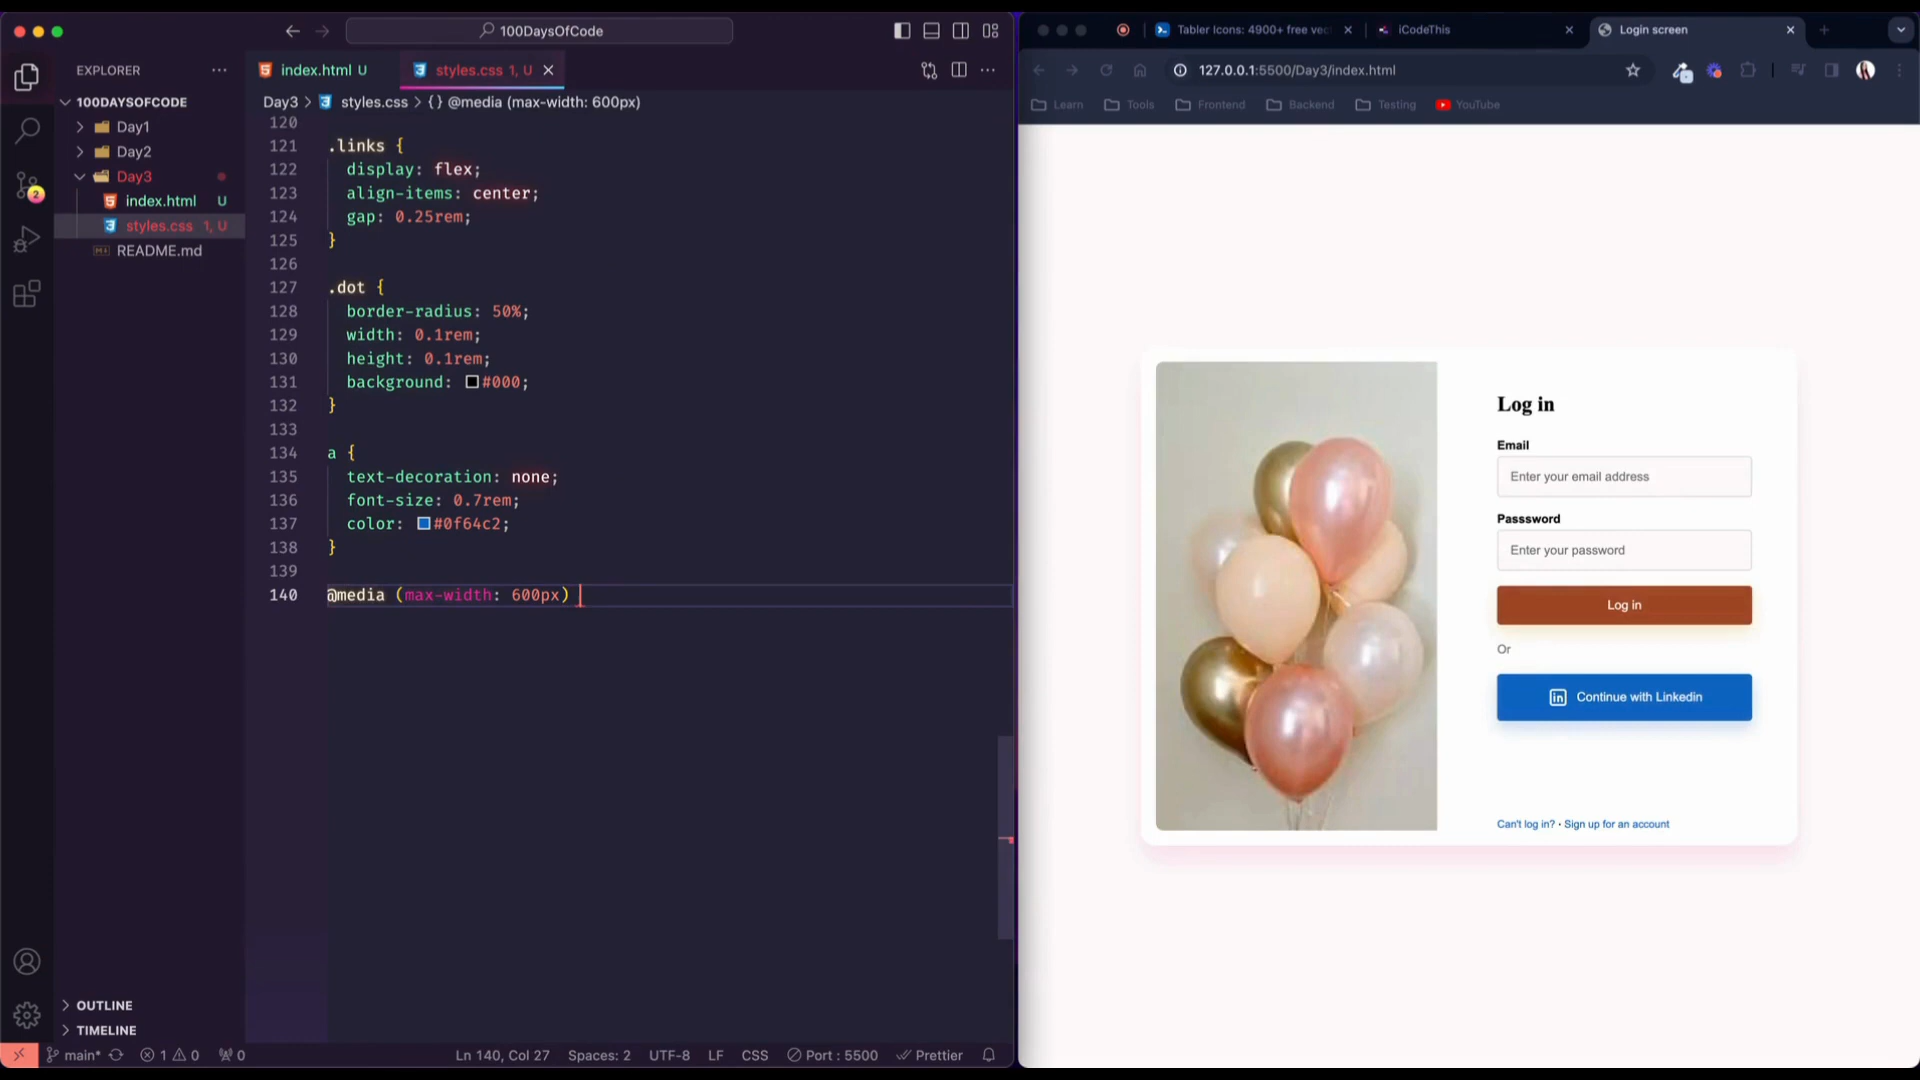 100DaysOfCode
EXPLORER
index.html U
styles.css 1, U
100DAYSOFCODE
Day1
Day2
Day3
index.html U
styles.css 1, U
README.md
OUTLINE
TIMELINE
Day3 > styles.css > {} @media (max-width: 600px)
120
121 .links {
122 display: flex;
123 align-items: center;
124 gap: 0.25rem;
125 }
126
127 .dot {
128 border-radius: 50%;
129 width: 0.1rem;
130 height: 0.1rem;
131 background: #000;
132 }
133
134 a {
135 text-decoration: none;
136 font-size: 0.7rem;
137 color: #0f64c2;
138 }
139
140 @media (max-width: 600px)
2
main* 1 0 0 Ln 140, Col 27 Spaces: 2 UTF-8 LF CSS Port : 5500 Prettier
Tabler Icons: 4900+ free vec
iCodeThis
Login screen
127.0.0.1:5500/Day3/index.html
Learn Tools Frontend Backend Testing YouTube
Log in
Email
Enter your email address
Passsword
Enter your password
Log in
Or
in Continue with Linkedin
Can't log in? • Sign up for an account